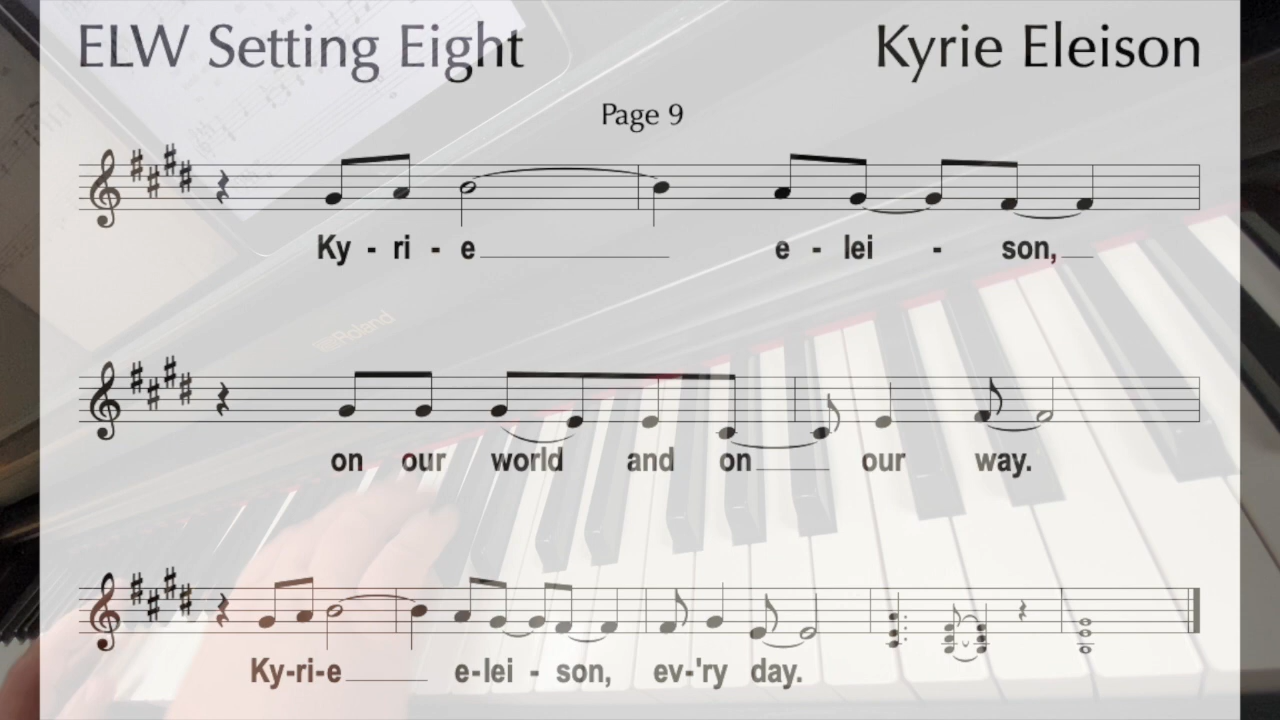 ELW Setting Eight
Kyrie Eleison
Page 9
Ky - ri - e e - lei - son,
Roland
on our world and on our way.
Ky-ri-e e-lei - son, ev-'ry day.